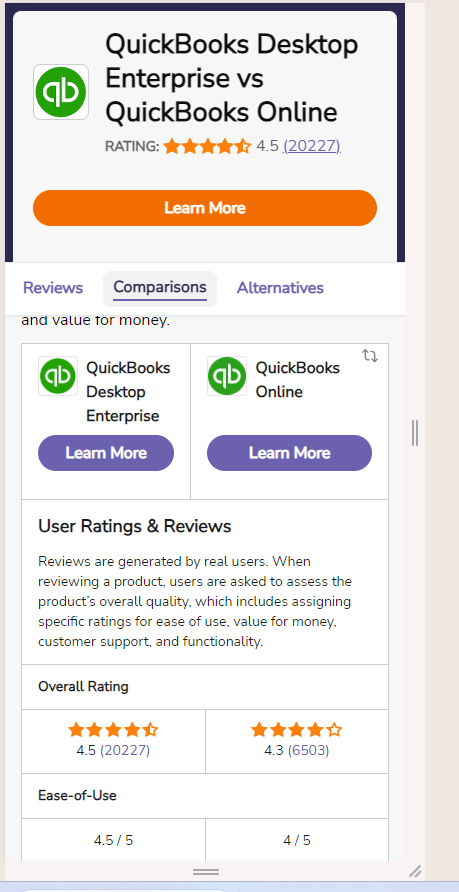 QuickBooks Desktop
Enterprise vs
QuickBooks Online
qb
RATING: 4.5 (20227)
Learn More
Reviews Comparisons Alternatives
and value for money.
qb QuickBooks
Desktop
Enterprise
Learn More
qb QuickBooks
Online
Learn More
User Ratings & Reviews
Reviews are generated by real users. When
reviewing a product, users are asked to assess the
product's overall quality, which includes assigning
specific ratings for ease of use, value for money,
customer support, and functionality.
Overall Rating
4.5 (20227) 4.3 (6503)
Ease-of-Use
4.5 / 5 4 / 5